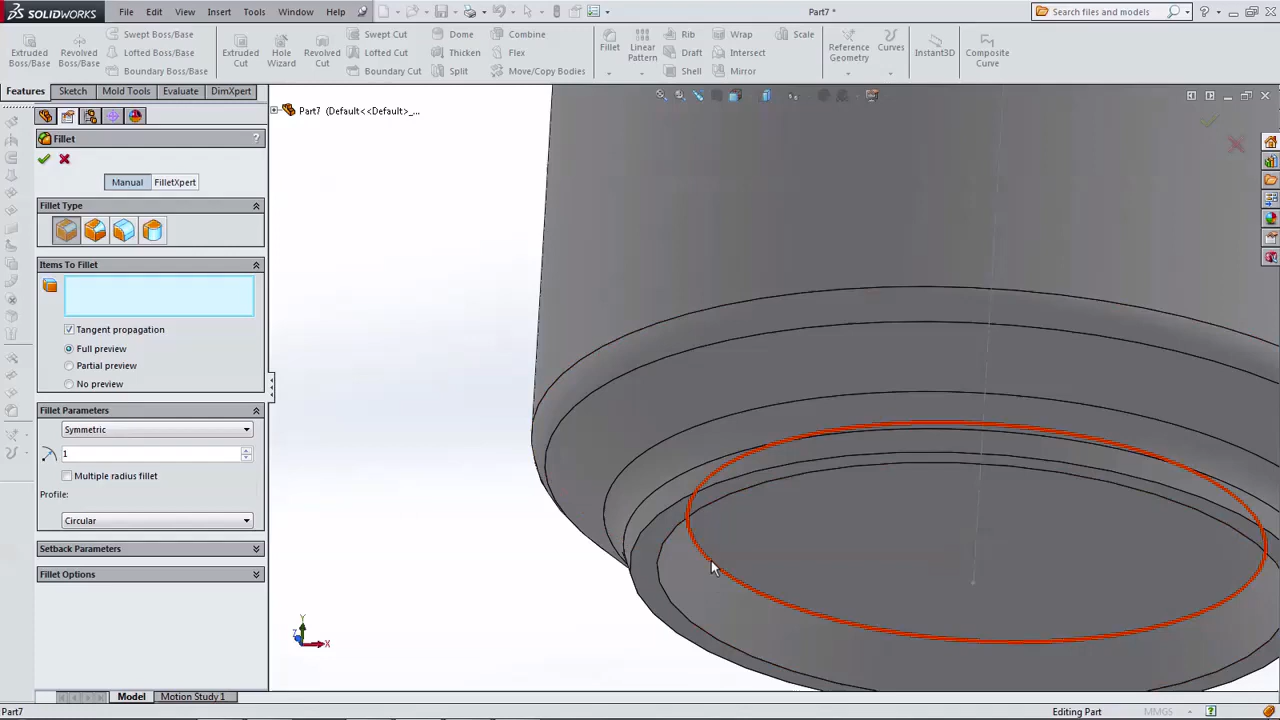 SOLIDWORKS File Edit View Insert Tools Window Help Part7 * Search files and models
Extruded Boss/Base Revolved Boss/Base Swept Boss/Base Lofted Boss/Base Boundary Boss/Base Extruded Cut Hole Wizard Revolved Cut Swept Cut Lofted Cut Boundary Cut Dome Thicken Split Combine Flex Move/Copy Bodies Fillet Linear Pattern Rib Draft Shell Wrap Intersect Mirror Scale Reference Geometry Curves Instant3D Composite Curve
Features Sketch Mold Tools Evaluate DimXpert
Part7 (Default<<Default>_...
Fillet ?
Manual FilletXpert
Fillet Type
Items To Fillet
Tangent propagation
Full preview
Partial preview
No preview
Fillet Parameters
Symmetric
1
Multiple radius fillet
Profile:
Circular
Setback Parameters
Fillet Options
Y
Z X
Model Motion Study 1
Part7 Editing Part MMGS